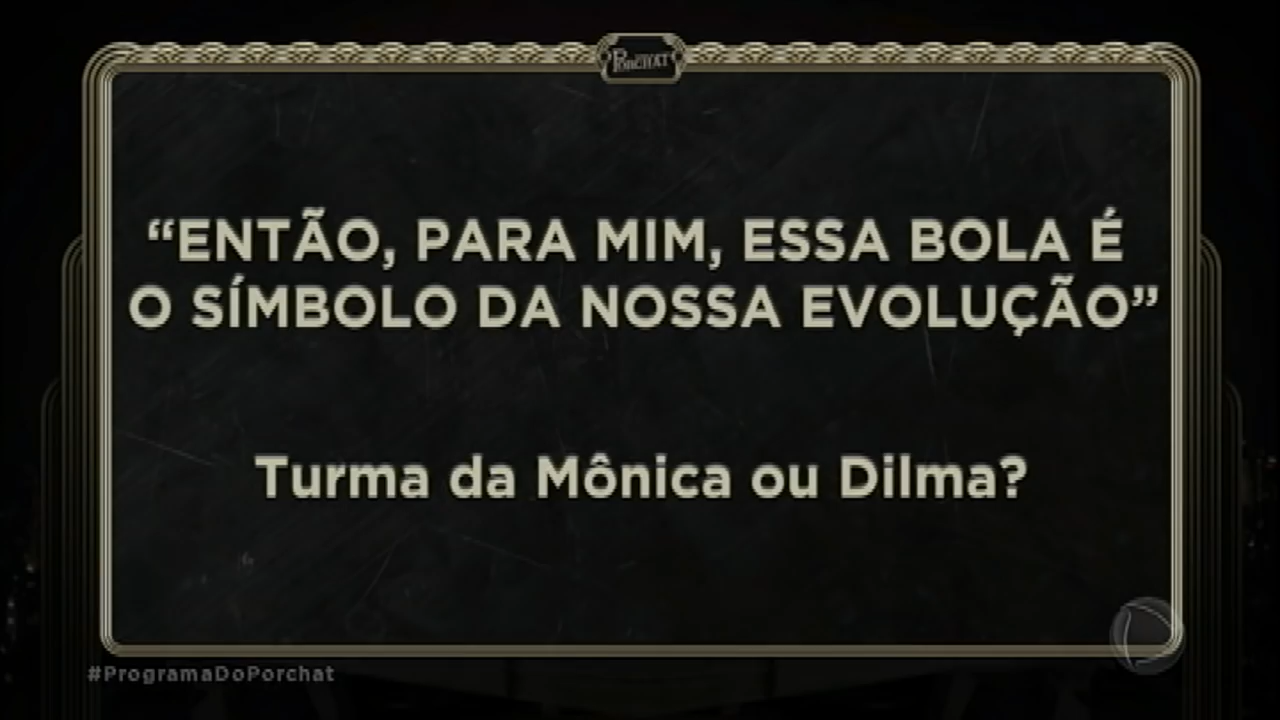 PORCHAT
“ENTÃO, PARA MIM, ESSA BOLA É
O SÍMBOLO DA NOSSA EVOLUÇÃO”
Turma da Mônica ou Dilma?
#ProgramaDoPorchat